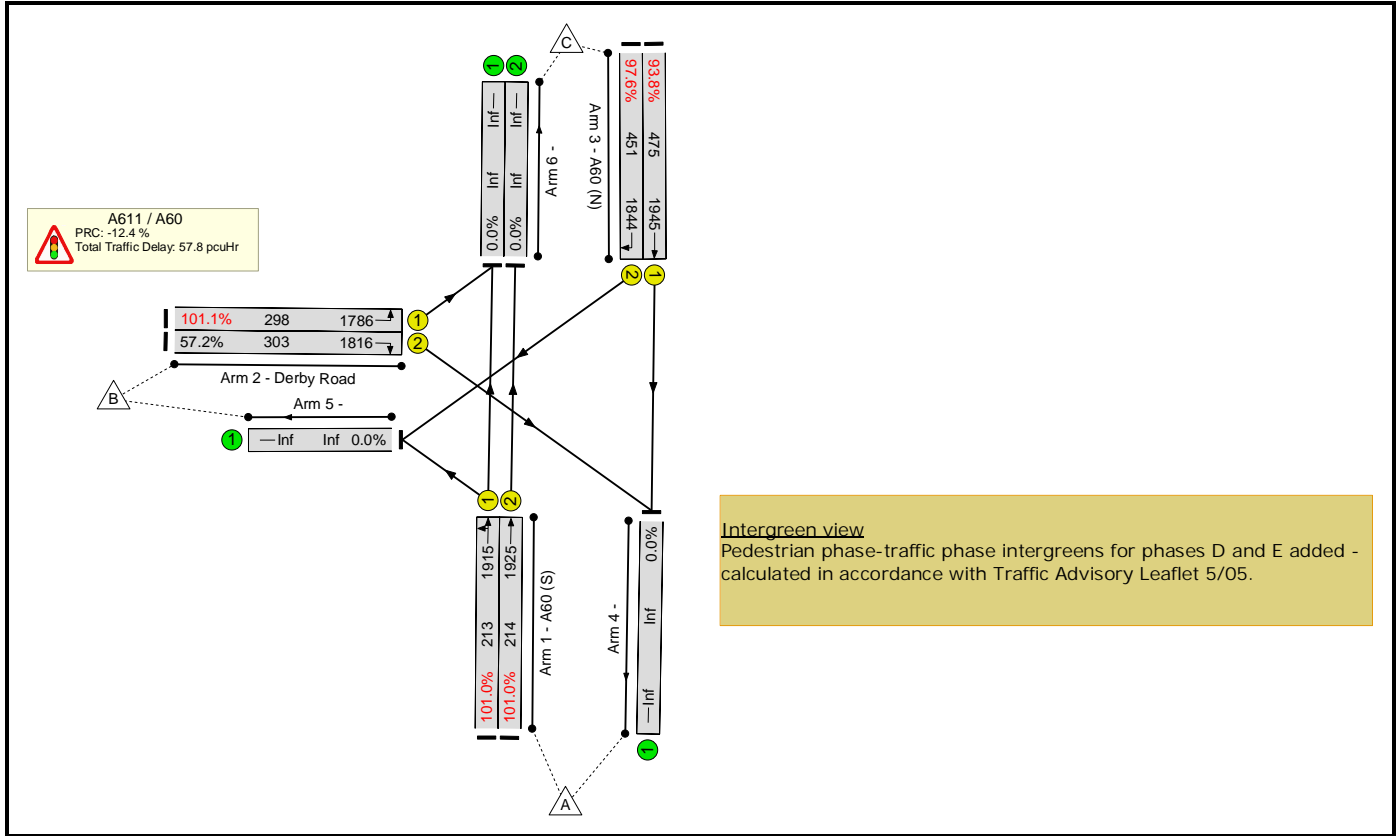 C
1
2
Inf
Inf
0.0%
Inf
Inf
0.0%
Arm 6 -
97.6%
451
1844
93.8%
475
1945
Arm 3 - A60 (N)
2
1
A611 / A60
PRC: -12.4 %
Total Traffic Delay: 57.8 pcuHr
101.1% 298 1786
1
57.2% 303 1816
2
Arm 2 - Derby Road
B
Arm 5 -
1
Inf Inf 0.0%
1
2
1915
213
101.0%
1925
214
101.0%
Arm 1 - A60 (S)
Arm 4 -
0.0%
Inf
Inf
1
A
Intergreen view
Pedestrian phase-traffic phase intergreens for phases D and E added -
calculated in accordance with Traffic Advisory Leaflet 5/05.